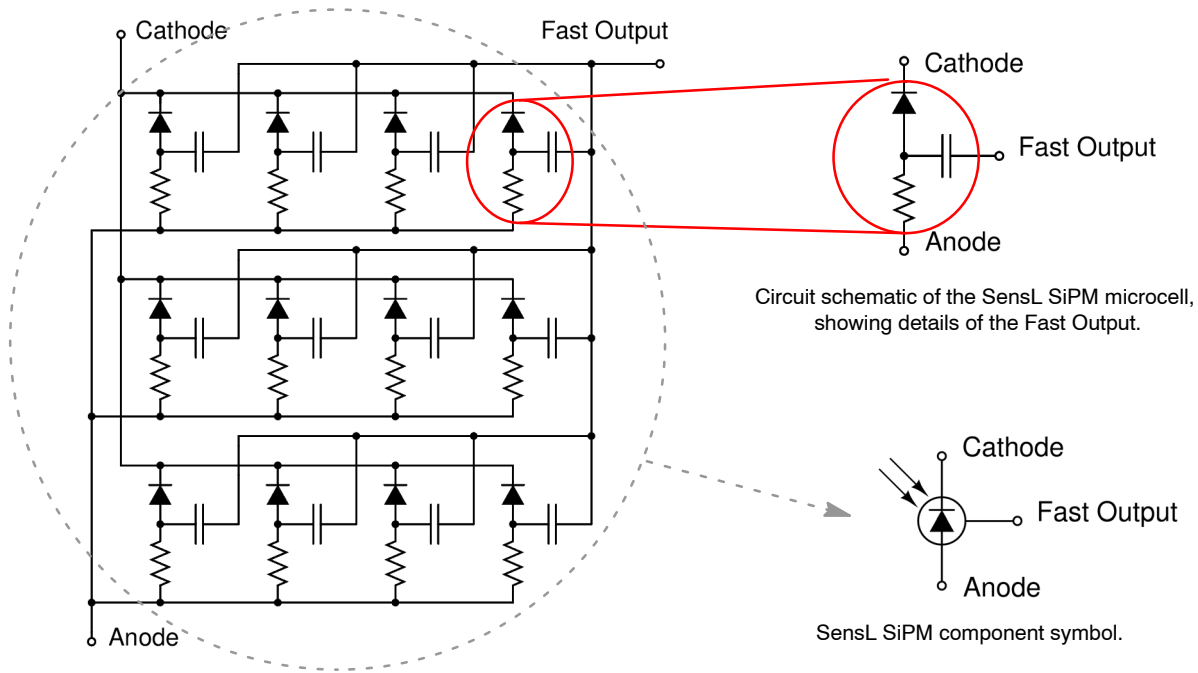 Cathode
Fast Output
Cathode
Fast Output
Anode
Circuit schematic of the SensL SiPM microcell,
showing details of the Fast Output.
Cathode
Fast Output
Anode
SensL SiPM component symbol.
Anode